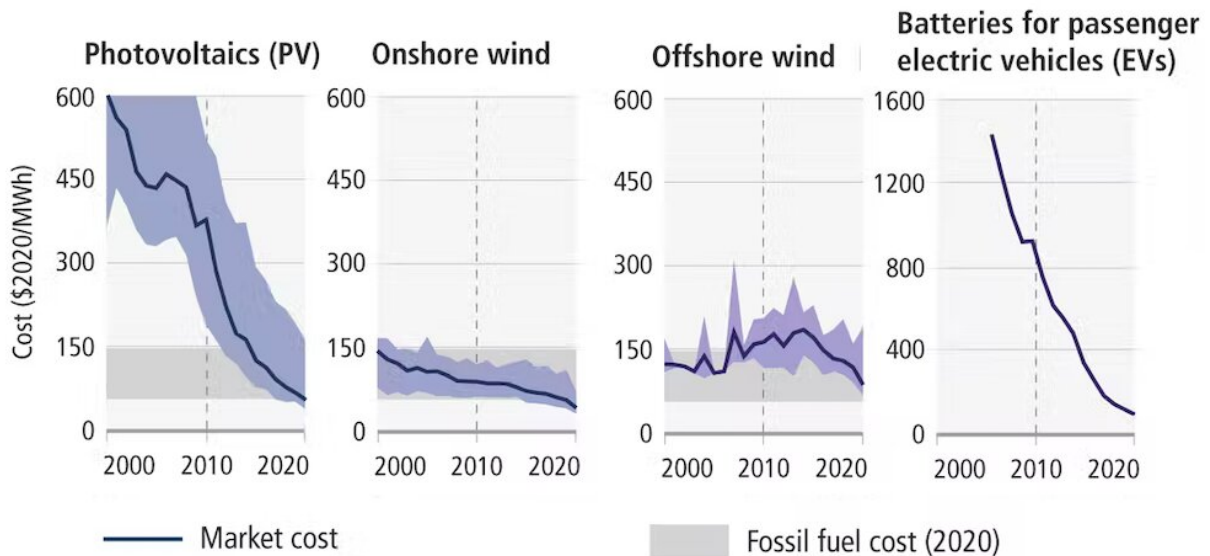 Photovoltaics (PV)
Onshore wind
Offshore wind
Batteries for passenger
electric vehicles (EVs)
Cost ($2020/MWh)
600
450
300
150
0
2000 2010 2020
600
450
300
150
0
2000 2010 2020
600
450
300
150
0
2000 2010 2020
1600
1200
800
400
0
2000 2010 2020
Market cost
Fossil fuel cost (2020)